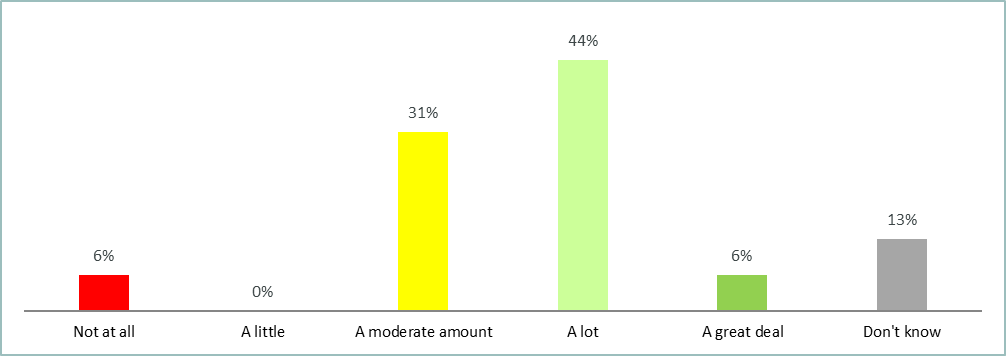 44%
31%
13%
6%
6%
0%
Not at all
A little
A moderate amount
A lot
A great deal
Don't know